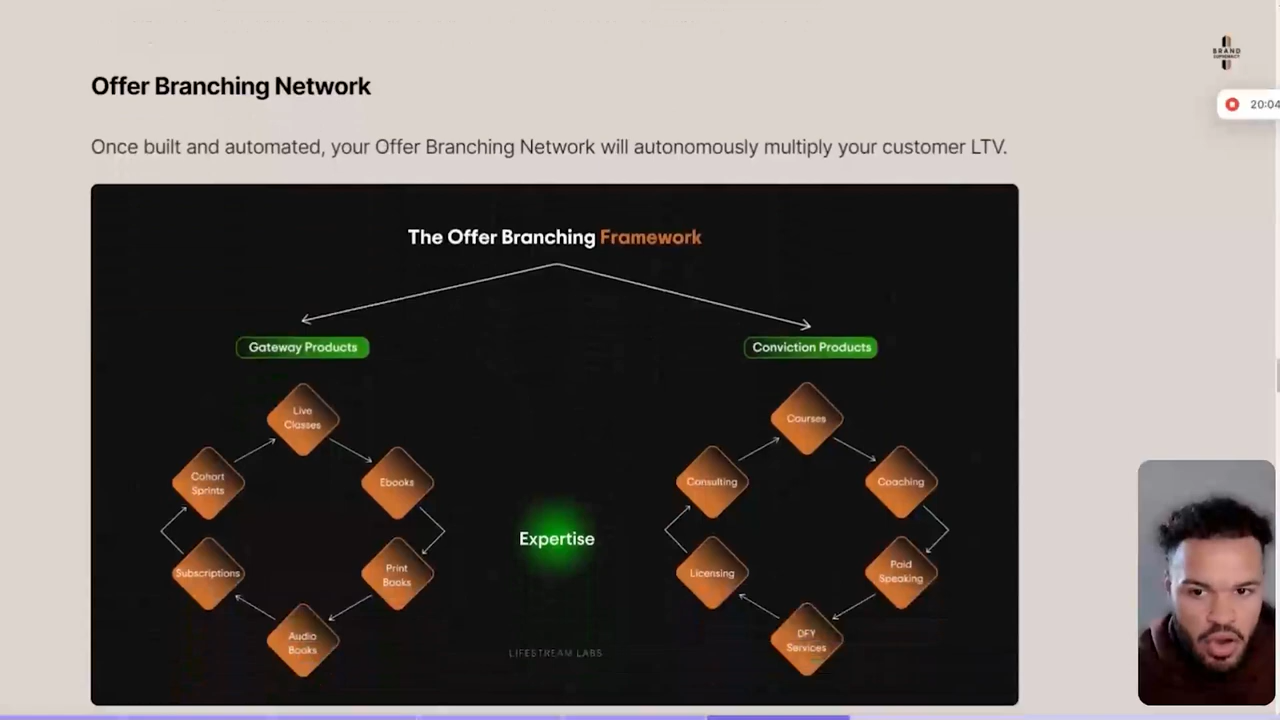 BRAND
SUPREMACY
Offer Branching Network
20:04
Once built and automated, your Offer Branching Network will autonomously multiply your customer LTV.
The Offer Branching Framework
Gateway Products
Conviction Products
Live
Classes
Cohort
Sprints
Ebooks
Subscriptions
Print
Books
Audio
Books
Expertise
LIFESTREAM LABS
Courses
Consulting
Coaching
Licensing
Paid
Speaking
DFY
Services